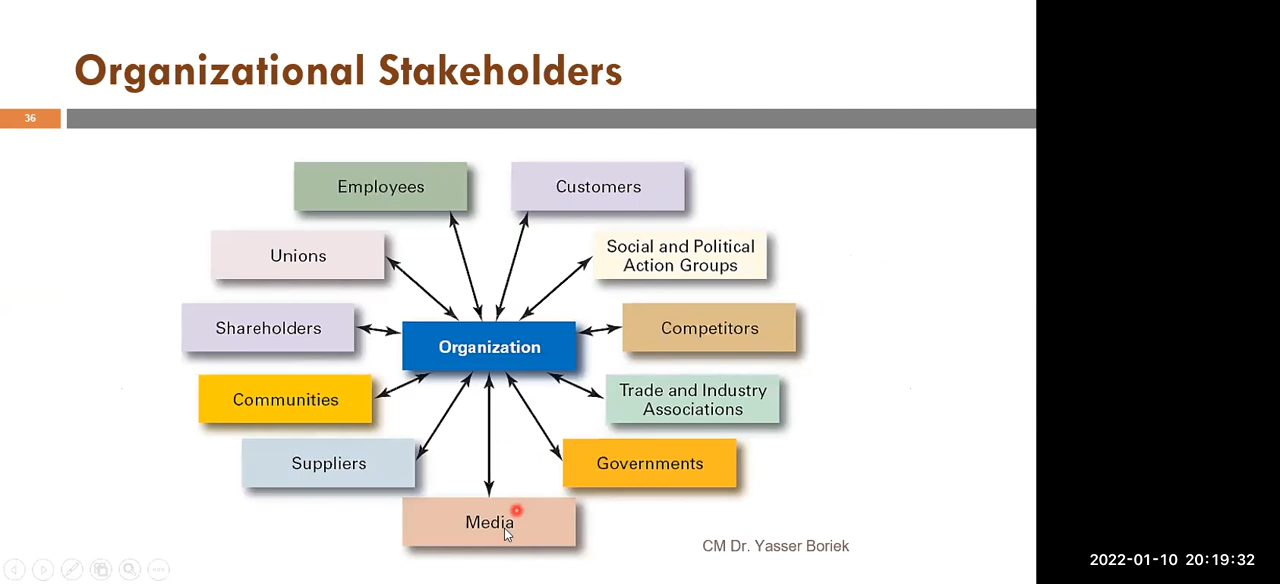 Organizational Stakeholders
36
Employees
Customers
Unions
Social and Political
Action Groups
Shareholders
Organization
Competitors
Communities
Trade and Industry
Associations
Suppliers
Governments
Media
CM Dr. Yasser Boriek
2022-01-10 20:19:32